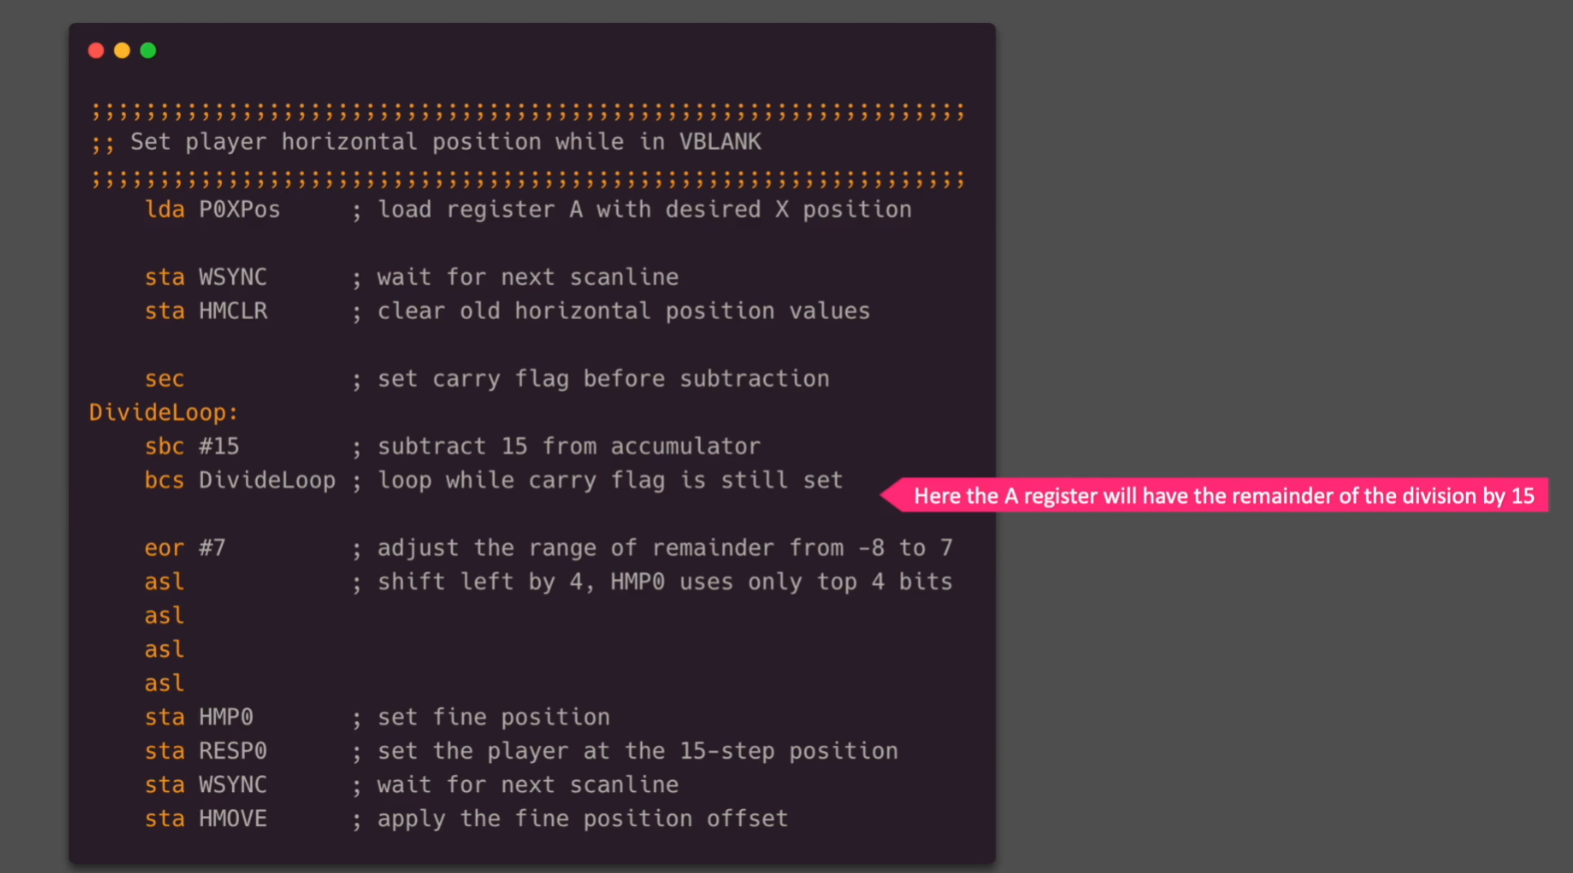 ;;;;;;;;;;;;;;;;;;;;;;;;;;;;;;;;;;;;;;;;;;;;;;;;;;;;;;;;;;;;;;;;
;; Set player horizontal position while in VBLANK
;;;;;;;;;;;;;;;;;;;;;;;;;;;;;;;;;;;;;;;;;;;;;;;;;;;;;;;;;;;;;;;;
    lda P0XPos     ; load register A with desired X position
    sta WSYNC      ; wait for next scanline
    sta HMCLR      ; clear old horizontal position values
    sec            ; set carry flag before subtraction
DivideLoop:
    sbc #15        ; subtract 15 from accumulator
    bcs DivideLoop ; loop while carry flag is still set
Here the A register will have the remainder of the division by 15
    eor #7         ; adjust the range of remainder from -8 to 7
    asl            ; shift left by 4, HMP0 uses only top 4 bits
    asl
    asl
    asl
    sta HMP0       ; set fine position
    sta RESP0      ; set the player at the 15-step position
    sta WSYNC      ; wait for next scanline
    sta HMOVE      ; apply the fine position offset